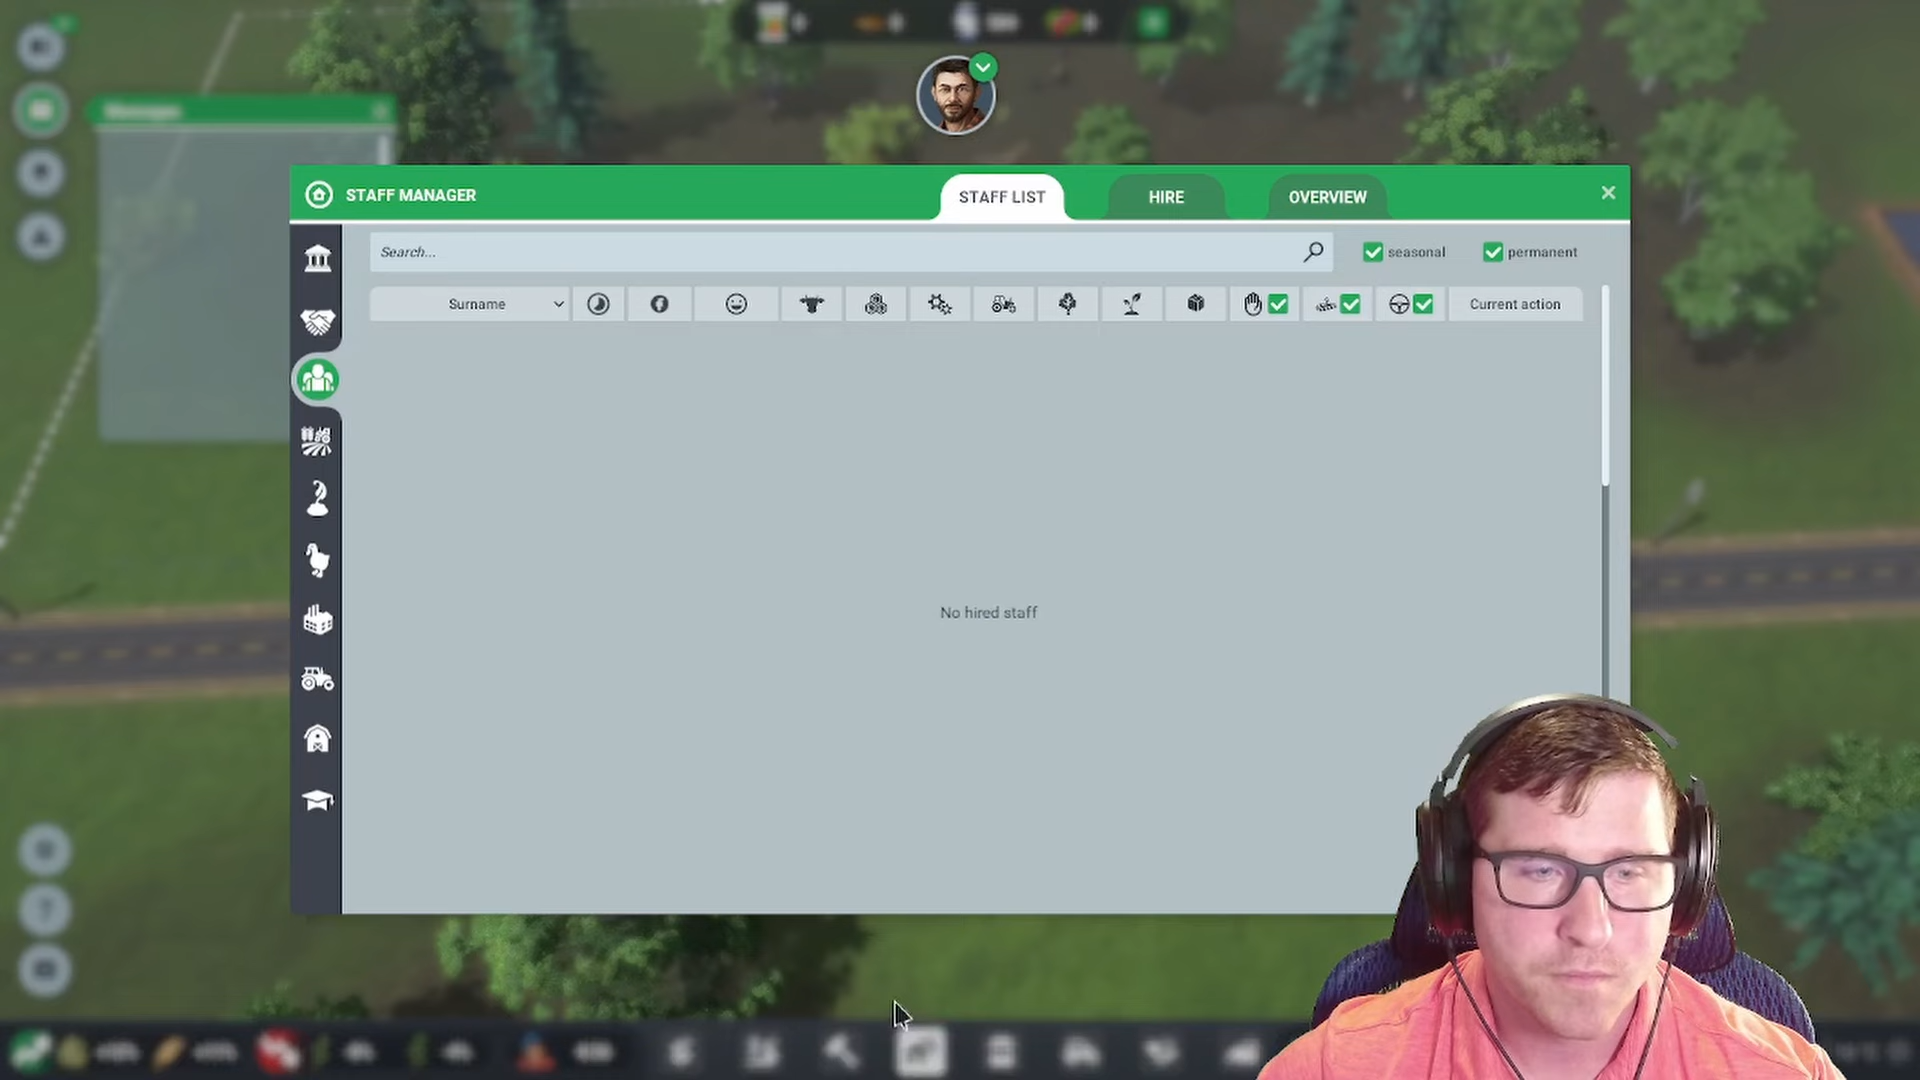 STAFF MANAGER
STAFF LIST
HIRE
OVERVIEW
Search...
seasonal
permanent
Surname
Current action
No hired staff